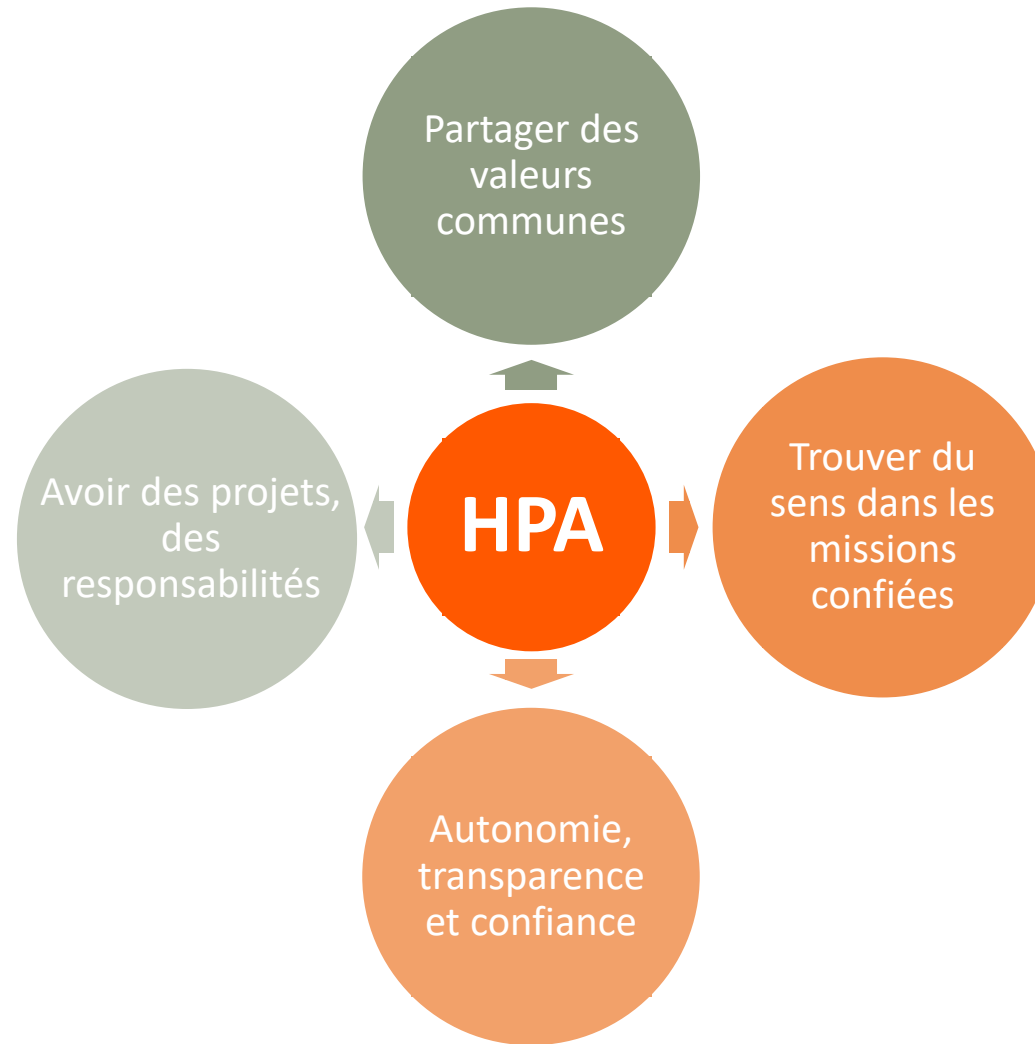 Partager des
valeurs
communes
Avoir des projets,
des
responsabilités
HPA
Trouver du
sens dans les
missions
confiées
Autonomie,
transparence
et confiance